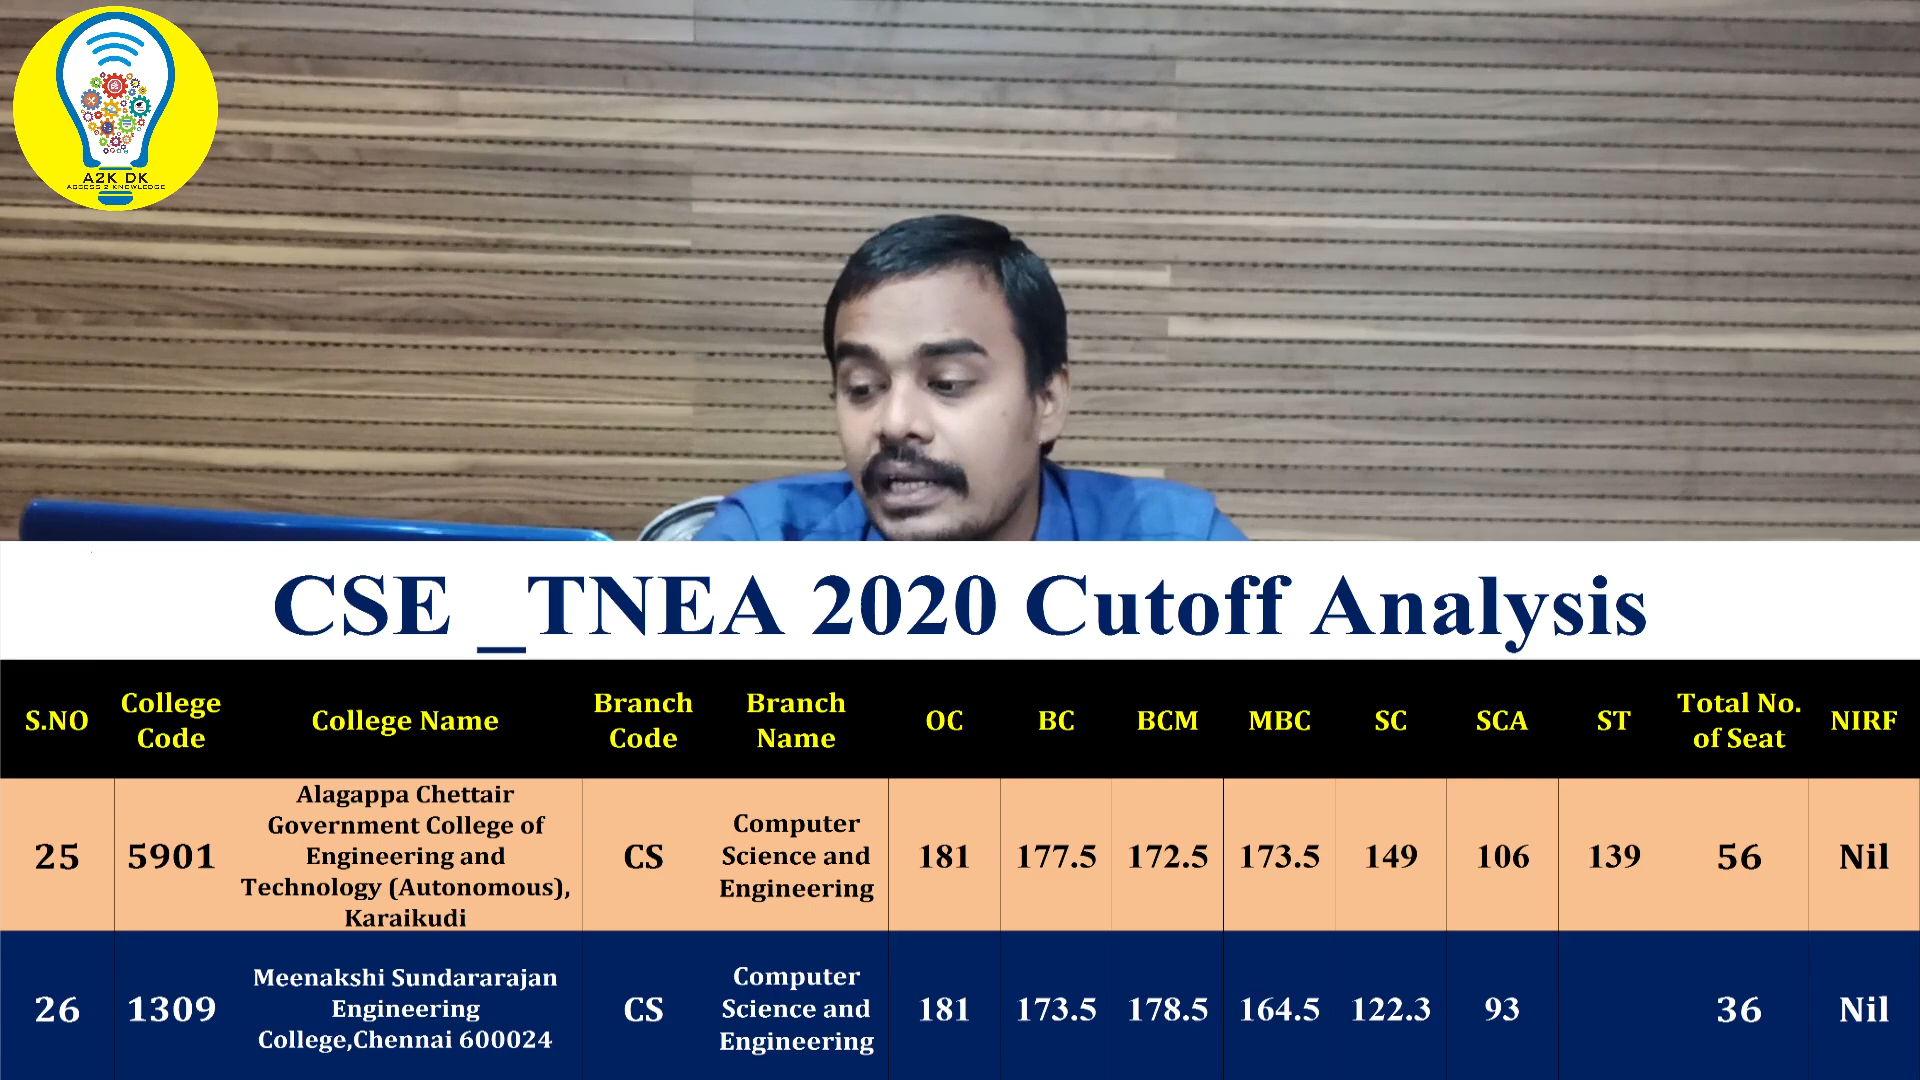 A2K DK
ACCESS 2 KNOWLEDGE
CSE _TNEA 2020 Cutoff Analysis
S.NO College Code College Name Branch Code Branch Name OC BC BCM MBC SC SCA ST Total No. of Seat NIRF
25 5901 Alagappa Chettair Government College of Engineering and Technology (Autonomous), Karaikudi CS Computer Science and Engineering 181 177.5 172.5 173.5 149 106 139 56 Nil
26 1309 Meenakshi Sundararajan Engineering College,Chennai 600024 CS Computer Science and Engineering 181 173.5 178.5 164.5 122.3 93 36 Nil